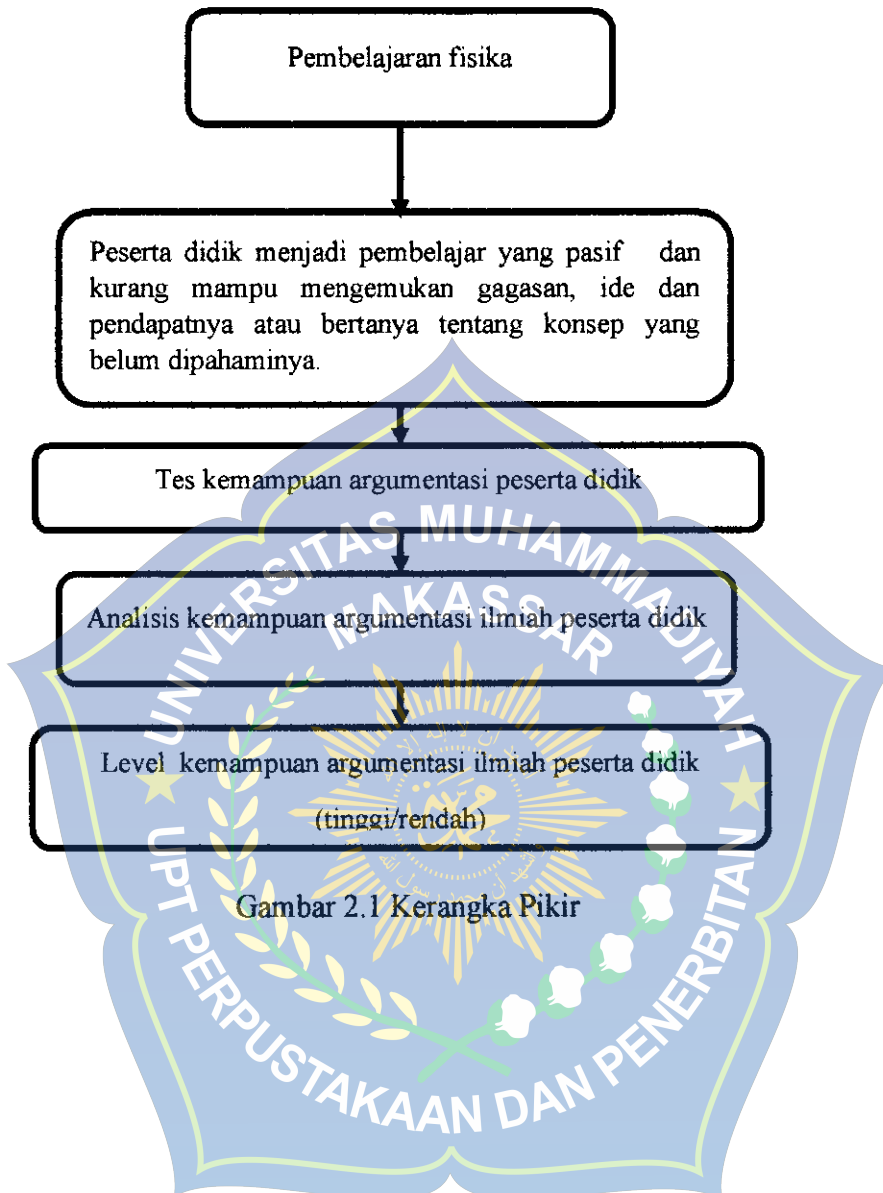 Pembelajaran fisika
Peserta didik menjadi pembelajar yang pasif dan
kurang mampu mengemukan gagasan, ide dan
pendapatnya atau bertanya tentang konsep yang
belum dipahaminya.
Tes kemampuan argumentasi peserta didik
Analisis kemampuan argumentasi ilmiah peserta didik
Level kemampuan argumentasi ilmiah peserta didik
(tinggi/rendah)
Gambar 2.1 Kerangka Pikir
UNIVERSITAS MUHAMMADIYAH
MAKASSAR
UPT PERPUSTAKAAN DAN PENERBITAN